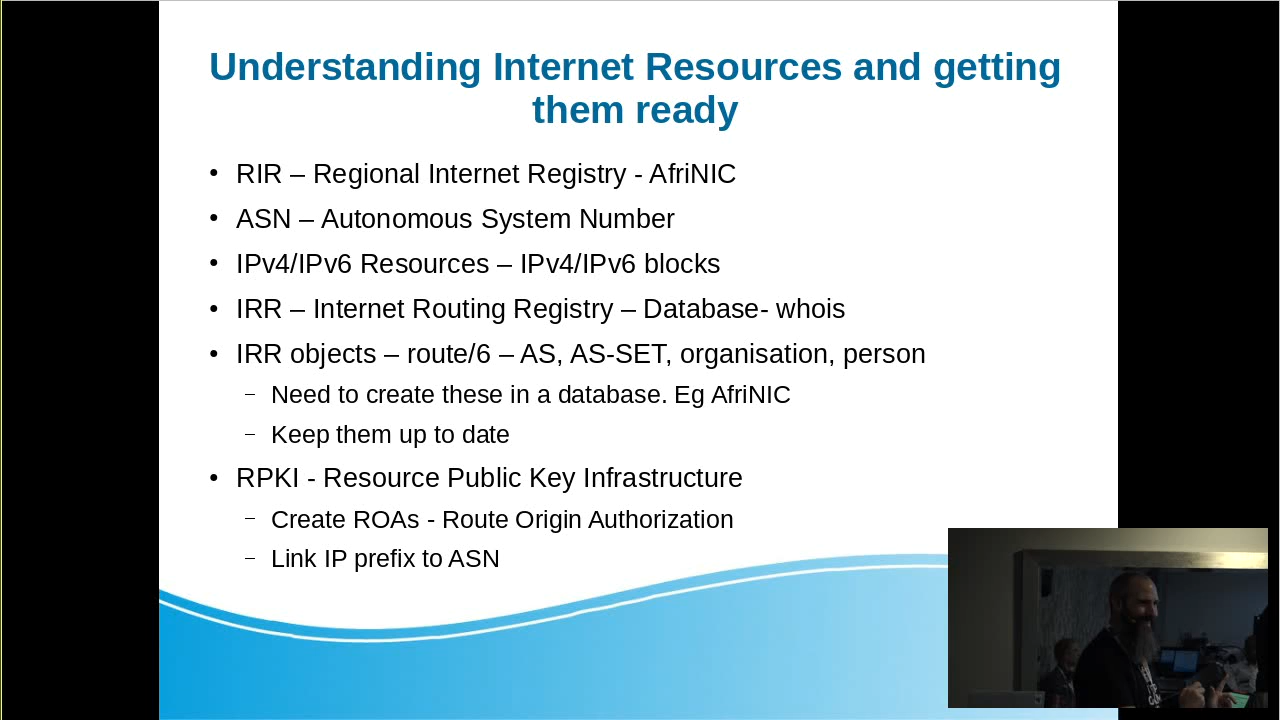 Understanding Internet Resources and getting
them ready
• RIR – Regional Internet Registry - AfriNIC
• ASN – Autonomous System Number
• IPv4/IPv6 Resources – IPv4/IPv6 blocks
• IRR – Internet Routing Registry – Database- whois
• IRR objects – route/6 – AS, AS-SET, organisation, person
– Need to create these in a database. Eg AfriNIC
– Keep them up to date
• RPKI - Resource Public Key Infrastructure
– Create ROAs - Route Origin Authorization
– Link IP prefix to ASN